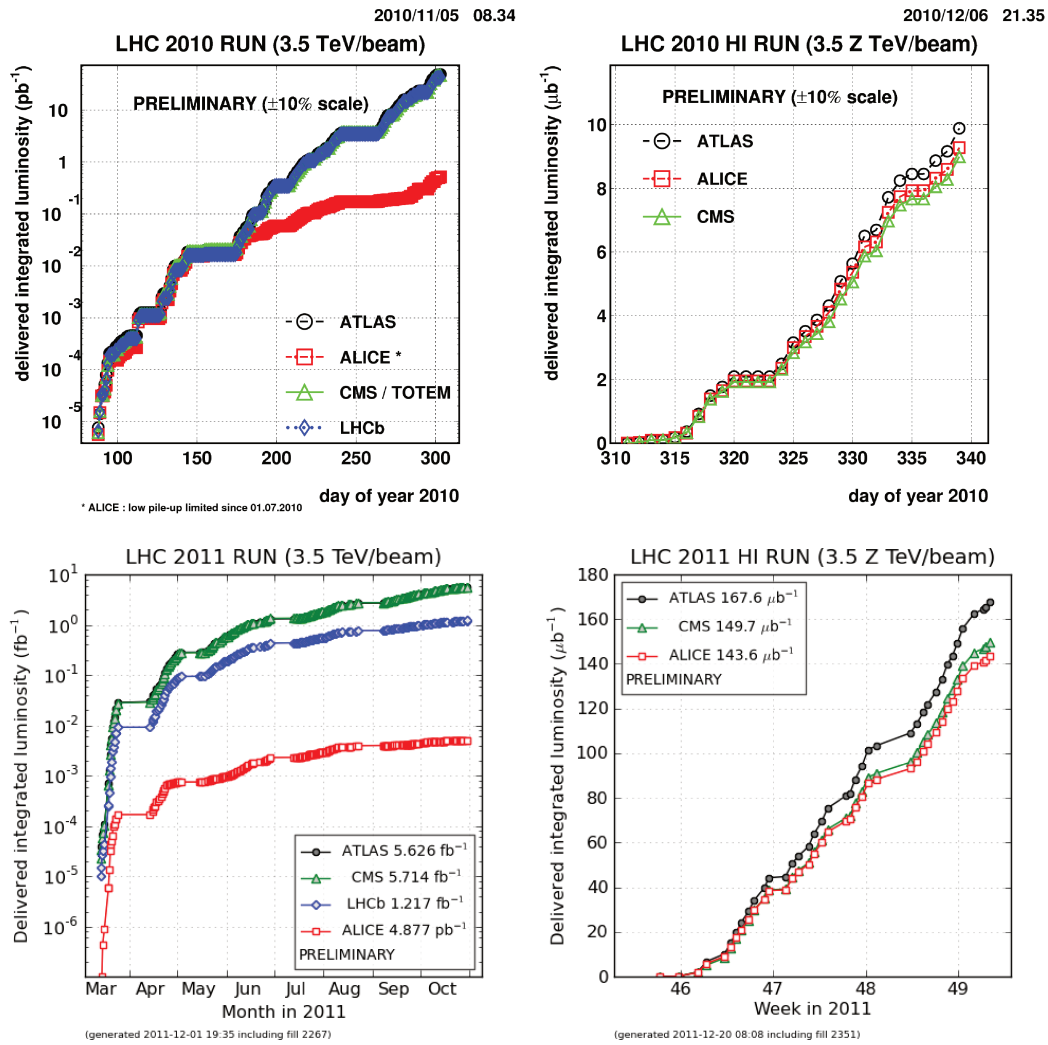 2010/11/05 08.34
LHC 2010 RUN (3.5 TeV/beam)
delivered integrated luminosity (pb⁻¹)
PRELIMINARY (±10% scale)
10
1
10⁻¹
10⁻²
10⁻³
10⁻⁴
10⁻⁵
ATLAS
ALICE *
CMS / TOTEM
LHCb
100 150 200 250 300
day of year 2010
* ALICE : low pile-up limited since 01.07.2010
2010/12/06 21.35
LHC 2010 HI RUN (3.5 Z TeV/beam)
delivered integrated luminosity (μb⁻¹)
PRELIMINARY (±10% scale)
ATLAS
ALICE
CMS
10
8
6
4
2
0
310 315 320 325 330 335 340
day of year 2010
LHC 2011 RUN (3.5 TeV/beam)
Delivered integrated luminosity (fb⁻¹)
10¹
10⁰
10⁻¹
10⁻²
10⁻³
10⁻⁴
10⁻⁵
10⁻⁶
ATLAS 5.626 fb⁻¹
CMS 5.714 fb⁻¹
LHCb 1.217 fb⁻¹
ALICE 4.877 pb⁻¹
PRELIMINARY
Mar Apr May Jun Jul Aug Sep Oct
Month in 2011
(generated 2011-12-01 19:35 including fill 2267)
LHC 2011 HI RUN (3.5 Z TeV/beam)
Delivered integrated luminosity (μb⁻¹)
180
160
140
120
100
80
60
40
20
0
ATLAS 167.6 μb⁻¹
CMS 149.7 μb⁻¹
ALICE 143.6 μb⁻¹
PRELIMINARY
46 47 48 49
Week in 2011
(generated 2011-12-20 08:08 including fill 2351)